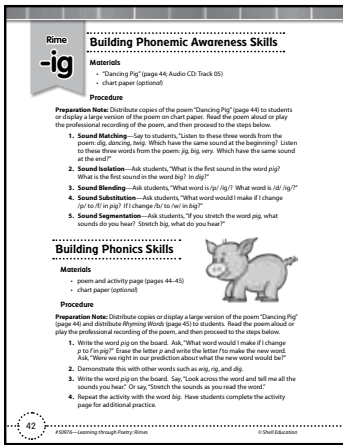 Rime
-ig
Building Phonemic Awareness Skills
Materials
• "Dancing Pig" (page 44; Audio CD: Track 05)
• chart paper (optional)
Procedure
Preparation Note: Distribute copies of the poem "Dancing Pig" (page 44) to students
or display a large version of the poem on chart paper. Read the poem aloud or play
the professional recording of the poem, and then proceed to the steps below.
1. Sound Matching—Say to students, "Listen to these three words from the
poem: dig, dancing, twig. Which have the same sound at the beginning? Listen
to these three words from the poem: jig, big, very. Which have the same sound
at the end?"
2. Sound Isolation—Ask students, "What is the first sound in the word pig?
What is the first sound in the word big? In dig?"
3. Sound Blending—Ask students, "What word is /p/ /ig/? What is /d/ /ig/?"
4. Sound Substitution—Ask students, "What word would I make if I change
/p/ to /f/ in pig? If I change /b/ to /w/ in big?"
5. Sound Segmentation—Ask students, "If you stretch the word pig, what
sounds do you hear? Stretch big, what do you hear?"
Building Phonics Skills
Materials
• poem and activity page (pages 44–45)
• chart paper (optional)
Procedure
Preparation Note: Distribute copies or display a large version of the poem "Dancing Pig"
(page 44) and distribute Rhyming Words (page 45) to students. Read the poem aloud or
play the professional recording of the poem, and then proceed to the steps below.
1. Write the word pig on the board. Ask, "What word would I make if I change
p to f in pig?" Erase the letter p and write the letter f to make the new word.
Ask, "Were we right in our prediction about what the new word would be?"
2. Demonstrate this with other words such as wig, rig, and dig.
3. Write the word pig on the board. Say, "Look across the word and tell me all the
sounds you hear." Or say, "Stretch the sounds as you read the word."
4. Repeat the activity with the word big. Have students complete the activity
page for additional practice.
42
#50976—Learning through Poetry: Rimes
© Shell Education